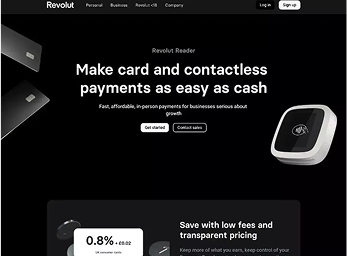 Revolut
Personal Business Revolut <18 Company
Log in Sign up
Revolut Reader
Make card and contactless
payments as easy as cash
Fast, affordable, in-person payments for businesses serious about
growth
Get started Contact sales
0.8% + £0.02
UK consumer cards
Save with low fees and
transparent pricing
Keep more of what you earn, keep control of your